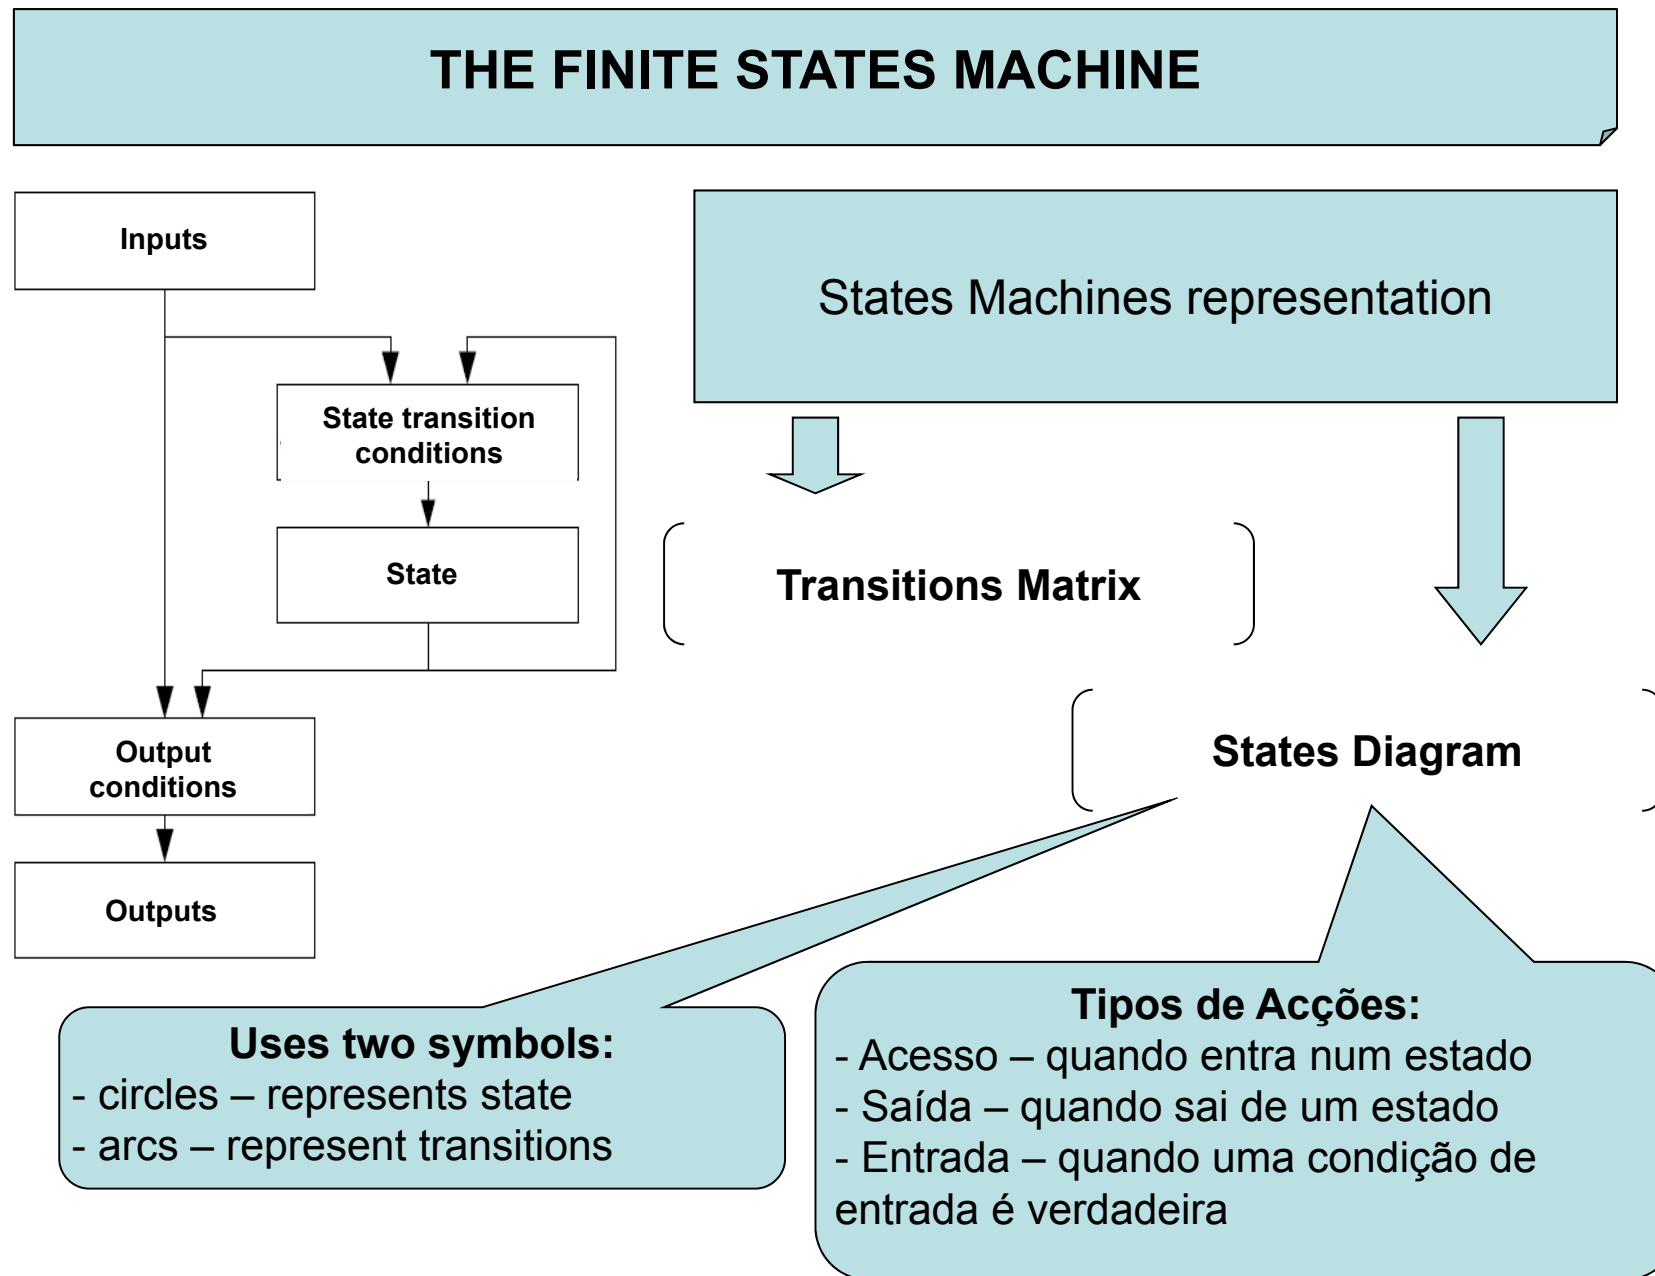 THE FINITE STATES MACHINE
Inputs
State transition
conditions
State
Output
conditions
Outputs
States Machines representation
Transitions Matrix
States Diagram
Uses two symbols:
- circles – represents state
- arcs – represent transitions
Tipos de Acções:
- Acesso – quando entra num estado
- Saída – quando sai de um estado
- Entrada – quando uma condição de
entrada é verdadeira